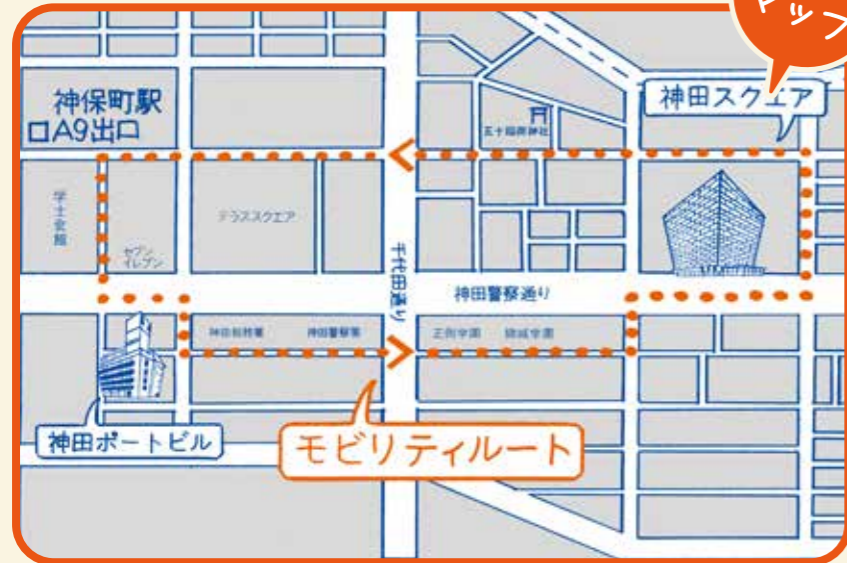 ップ
神保町駅
口A9出口
神田スクエア
五十稲荷神社
学士会館
テラススクエア
セブン
イレブン
千代田通り
神田警察通り
神田税務署
神田警察署
正則学園
錦城学園
神田ポートビル
モビリティルート